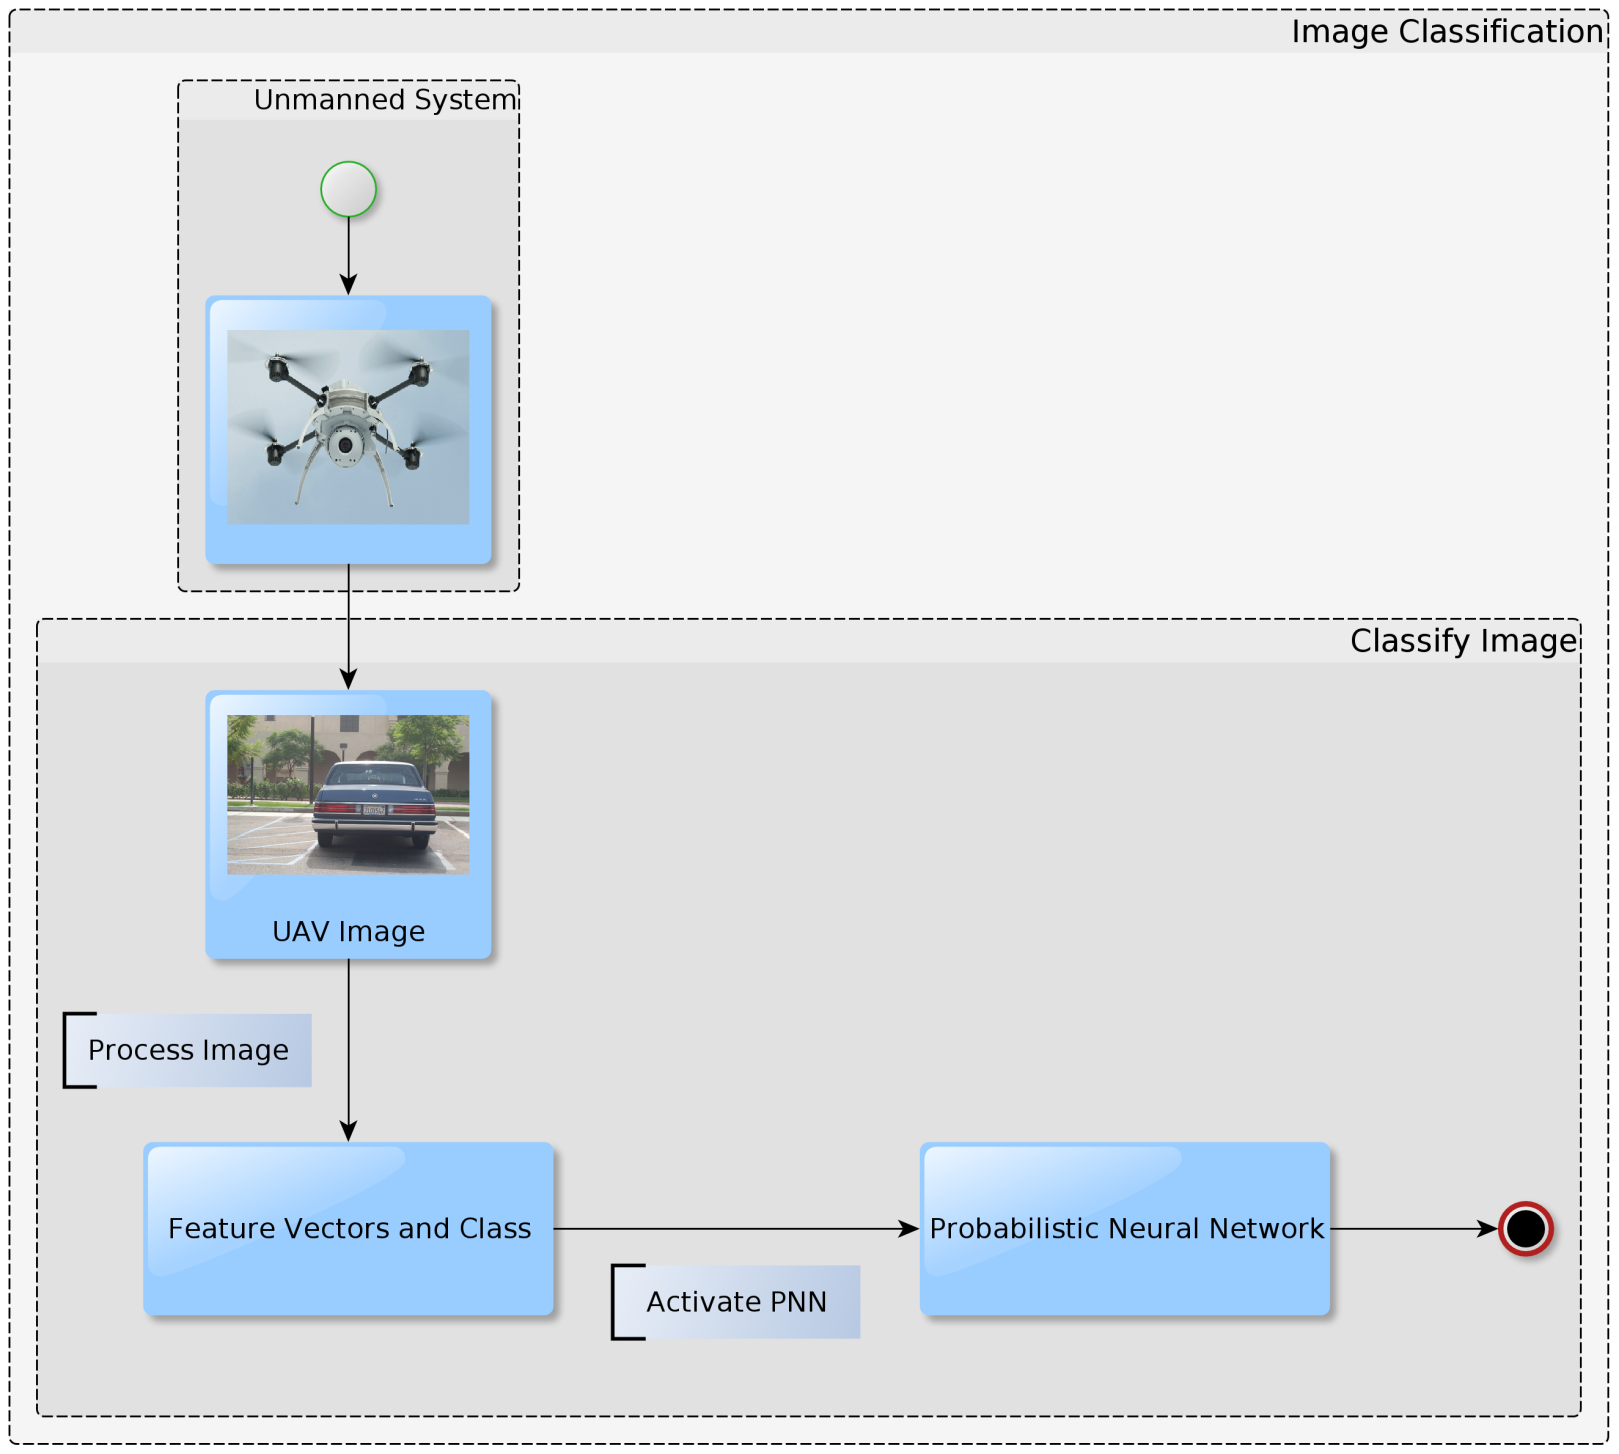 Image Classification
Unmanned System
Classify Image
UAV Image
Process Image
Feature Vectors and Class
Probabilistic Neural Network
Activate PNN